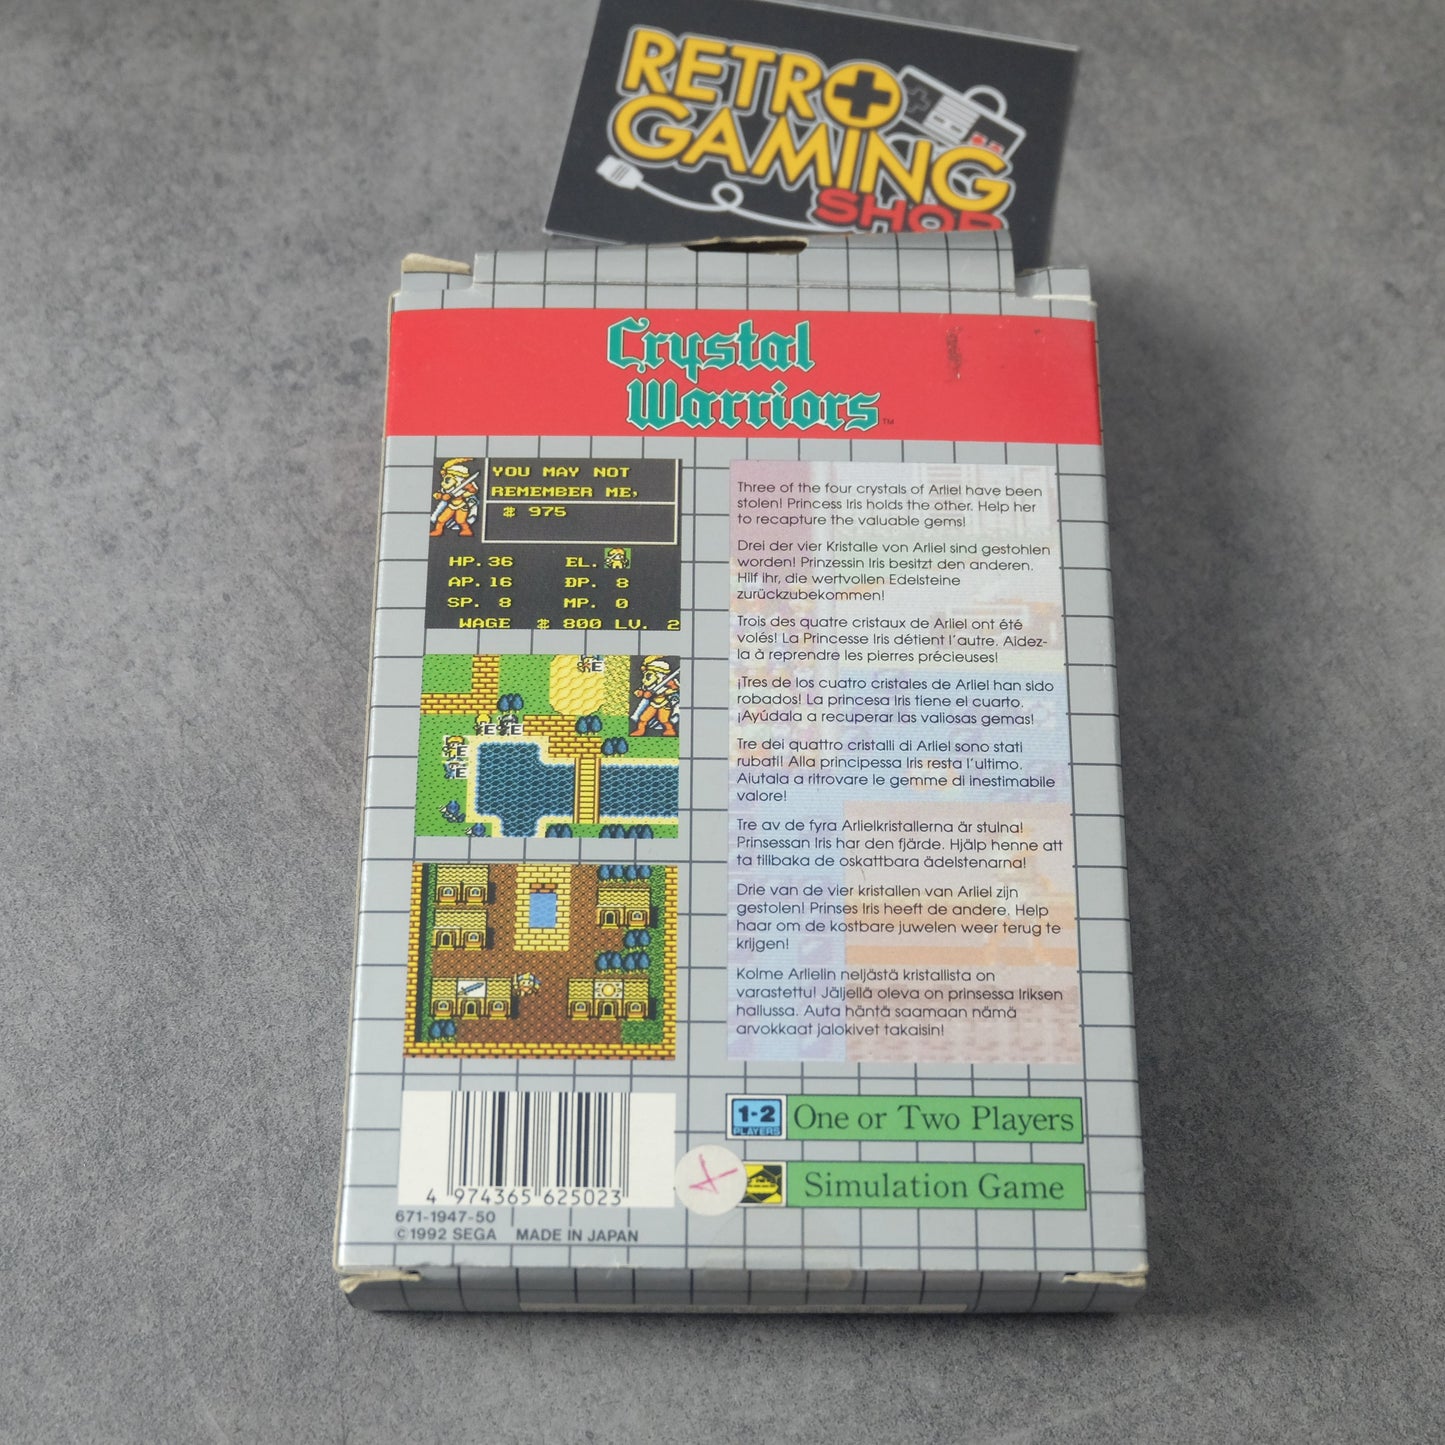 RETRO
GAMING
SHOP
Crystal
Warriors™
YOU MAY NOT
REMEMBER ME,
975
HP. 36 EL.
AP. 16 DP. 8
SP. 8 MP. 0
WAGE 800 LV. 2
E
E E
E
E
Three of the four crystals of Arliel have been
stolen! Princess Iris holds the other. Help her
to recapture the valuable gems!
Drei der vier Kristalle von Arliel sind gestohlen
worden! Prinzessin Iris besitzt den anderen.
Hilf ihr, die wertvollen Edelsteine
zurückzubekommen!
Trois des quatre cristaux de Arliel ont été
volés! La Princesse Iris détient l'autre. Aidez-
la à reprendre les pierres précieuses!
¡Tres de los cuatro cristales de Arliel han sido
robados! La princesa Iris tiene el cuarto.
¡Ayúdala a recuperar las valiosas gemas!
Tre dei quattro cristalli di Arliel sono stati
rubati! Alla principessa Iris resta l'ultimo.
Aiutala a ritrovare le gemme di inestimabile
valore!
Tre av de fyra Arlielkristallerna är stulna!
Prinsessan Iris har den fjärde. Hjälp henne att
ta tillbaka de oskattbara ädelstenarna!
Drie van de vier kristallen van Arliel zijn
gestolen! Prinses Iris heeft de andere. Help
haar om de kostbare juwelen weer terug te
krijgen!
Kolme Arlielin neljästä kristallista on
varastettu! Jäljellä oleva on prinsessa Iriksen
hallussa. Auta häntä saamaan nämä
arvokkaat jalokivet takaisin!
1-2
PLAYERS
One or Two Players
Simulation Game
4 974365 625023
671-1947-50
©1992 SEGA MADE IN JAPAN